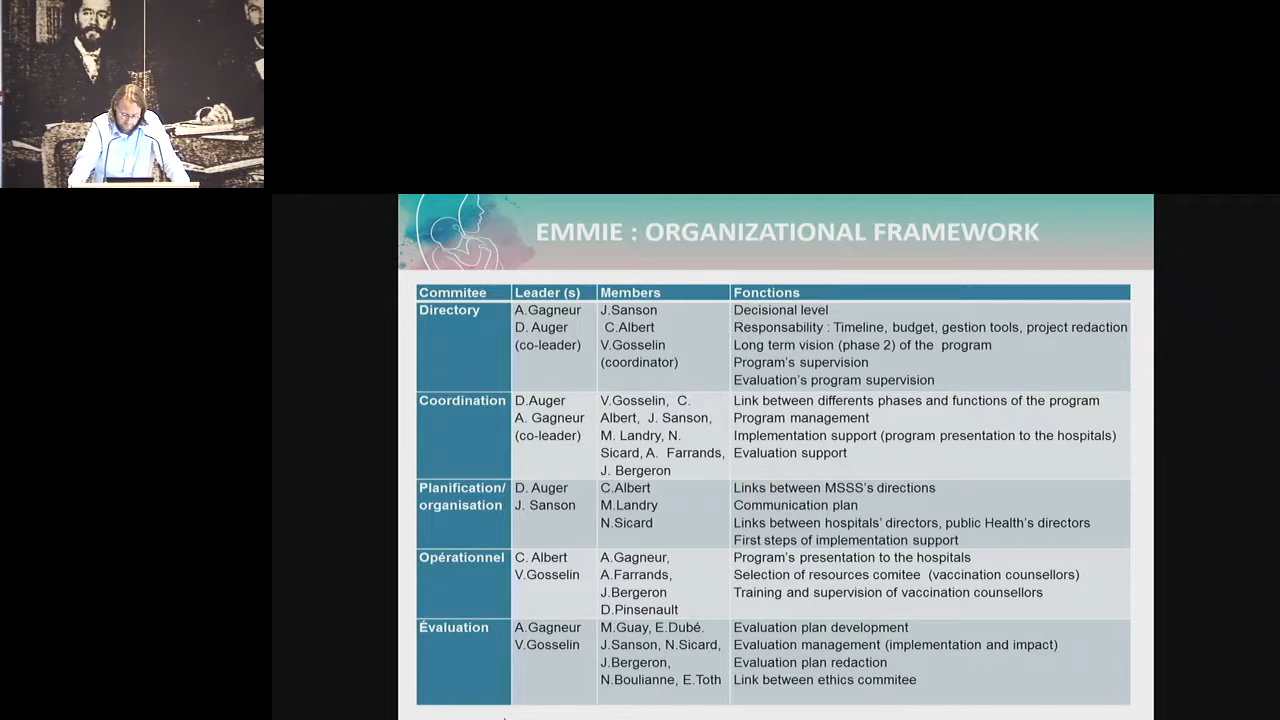 EMMIE : ORGANIZATIONAL FRAMEWORK
Commitee Leader (s) Members Fonctions
Directory A.Gagneur J.Sanson Decisional level
D. Auger C.Albert Responsability : Timeline, budget, gestion tools, project redaction
(co-leader) V.Gosselin Long term vision (phase 2) of the program
(coordinator) Program's supervision
Evaluation's program supervision
Coordination D.Auger V.Gosselin, C. Link between differents phases and functions of the program
A. Gagneur Albert, J. Sanson, Program management
(co-leader) M. Landry, N. Implementation support (program presentation to the hospitals)
Sicard, A. Farrands, Evaluation support
J. Bergeron
Planification/ D. Auger C.Albert Links between MSSS's directions
organisation J. Sanson M.Landry Communication plan
N.Sicard Links between hospitals' directors, public Health's directors
First steps of implementation support
Opérationnel C. Albert A.Gagneur, Program's presentation to the hospitals
V.Gosselin A.Farrands, Selection of resources comitee (vaccination counsellors)
J.Bergeron Training and supervision of vaccination counsellors
D.Pinsenault
Évaluation A.Gagneur M.Guay, E.Dubé. Evaluation plan development
V.Gosselin J.Sanson, N.Sicard, Evaluation management (implementation and impact)
J.Bergeron, Evaluation plan redaction
N.Boulianne, E.Toth Link between ethics commitee